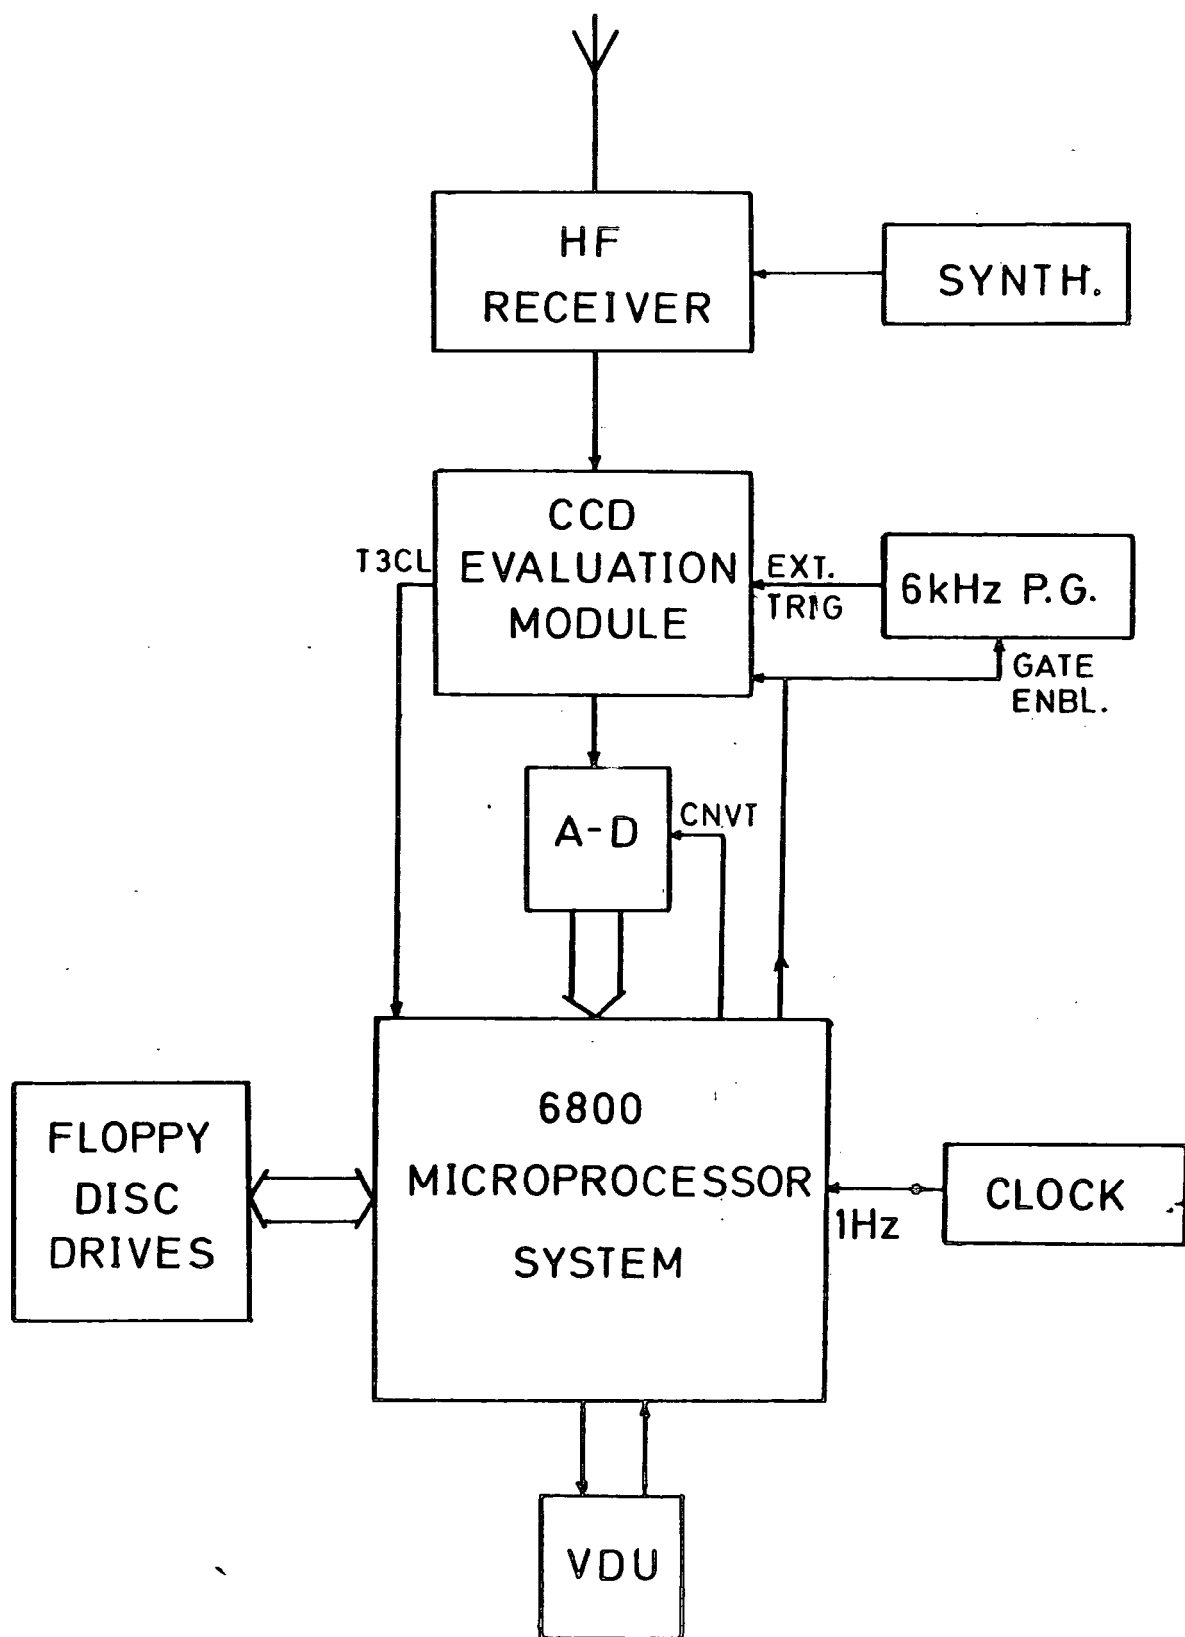 HF
RECEIVER
SYNTH.
CCD
EVALUATION
MODULE
T3CL
EXT.
TRIG
6kHz P.G.
GATE
ENBL.
A-D
CNVT
6800
MICROPROCESSOR
SYSTEM
FLOPPY
DISC
DRIVES
1Hz
CLOCK
VDU